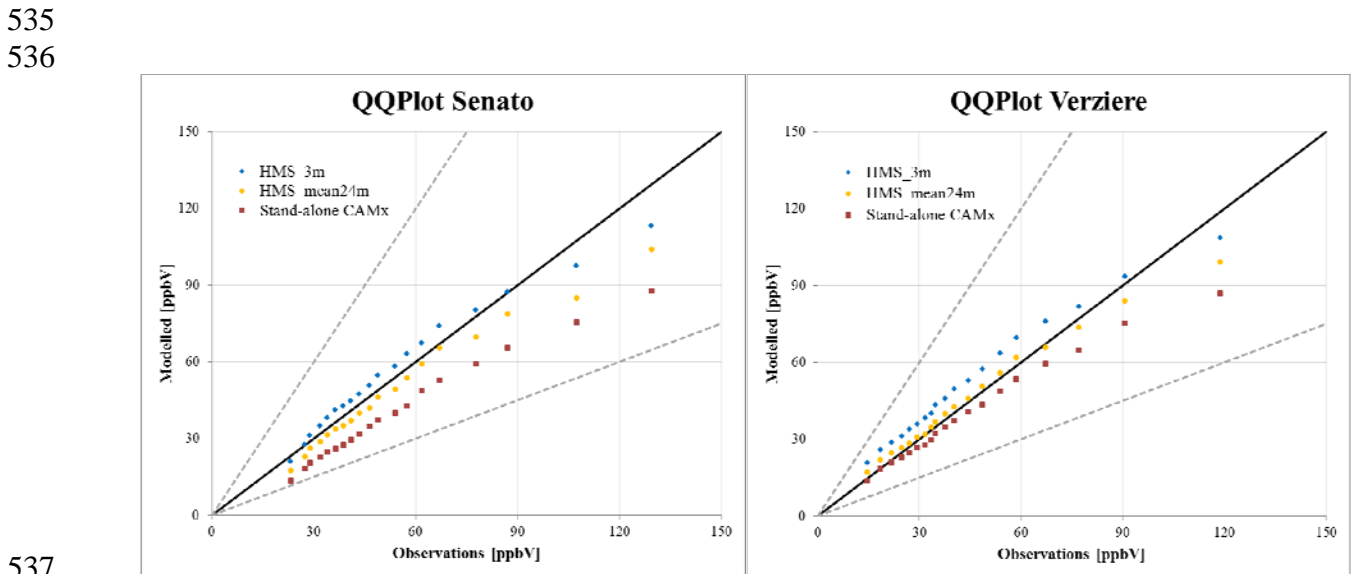 535
536
QQPlot Senato
150
120
90
60
30
0
Modelled [ppbV]
HMS_3m
HMS_mean24m
Stand-alone CAMx
0 30 60 90 120 150
Observations [ppbV]
QQPlot Verziere
150
120
90
60
30
0
Modelled [ppbV]
HMS_3m
HMS_mean24m
Stand-alone CAMx
0 30 60 90 120 150
Observations [ppbV]
537